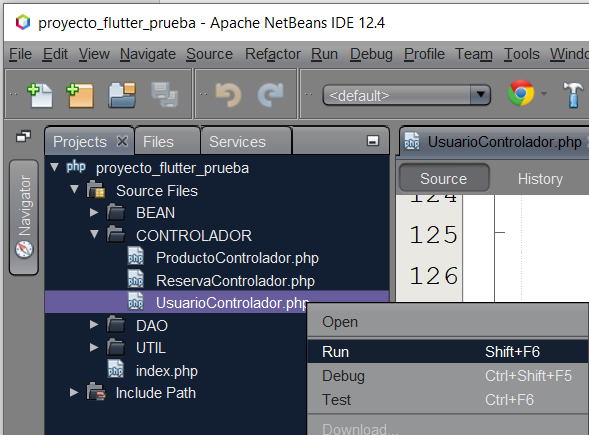 proyecto_flutter_prueba - Apache NetBeans IDE 12.4
File Edit View Navigate Source Refactor Run Debug Profile Team Tools Windo
<default>
Projects Files Services
UsuarioControlador.php
Navigator
php proyecto_flutter_prueba
Source History
Source Files
124
BEAN
CONTROLADOR
125
ProductoControlador.php
ReservaControlador.php
126
UsuarioControlador.php
DAO
UTIL
index.php
Include Path
Open
Run Shift+F6
Debug Ctrl+Shift+F5
Test Ctrl+F6
Download...